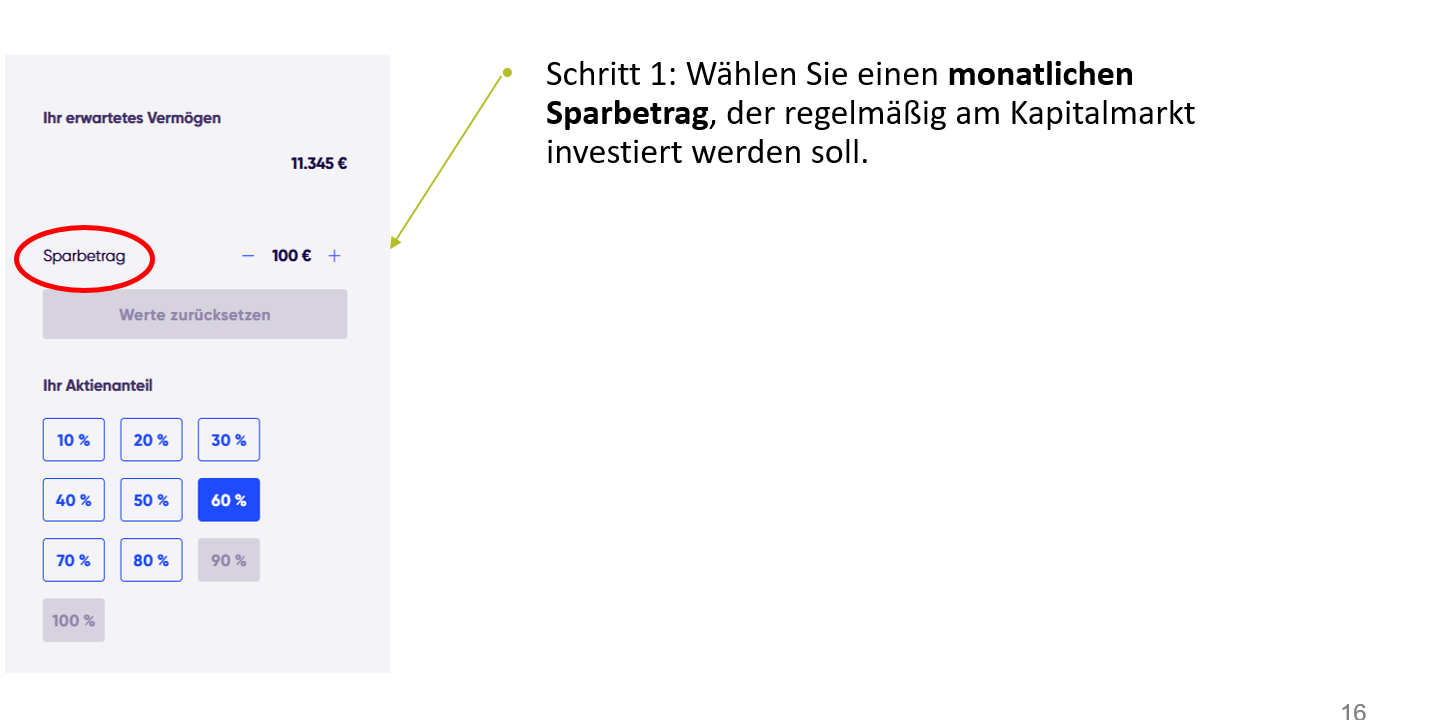 Ihr erwartetes Vermögen
11.345 €
Sparbetrag − 100 € +
Werte zurücksetzen
Ihr Aktienanteil
10 % 20 % 30 %
40 % 50 % 60 %
70 % 80 % 90 %
100 %
• Schritt 1: Wählen Sie einen monatlichen
Sparbetrag, der regelmäßig am Kapitalmarkt
investiert werden soll.
16